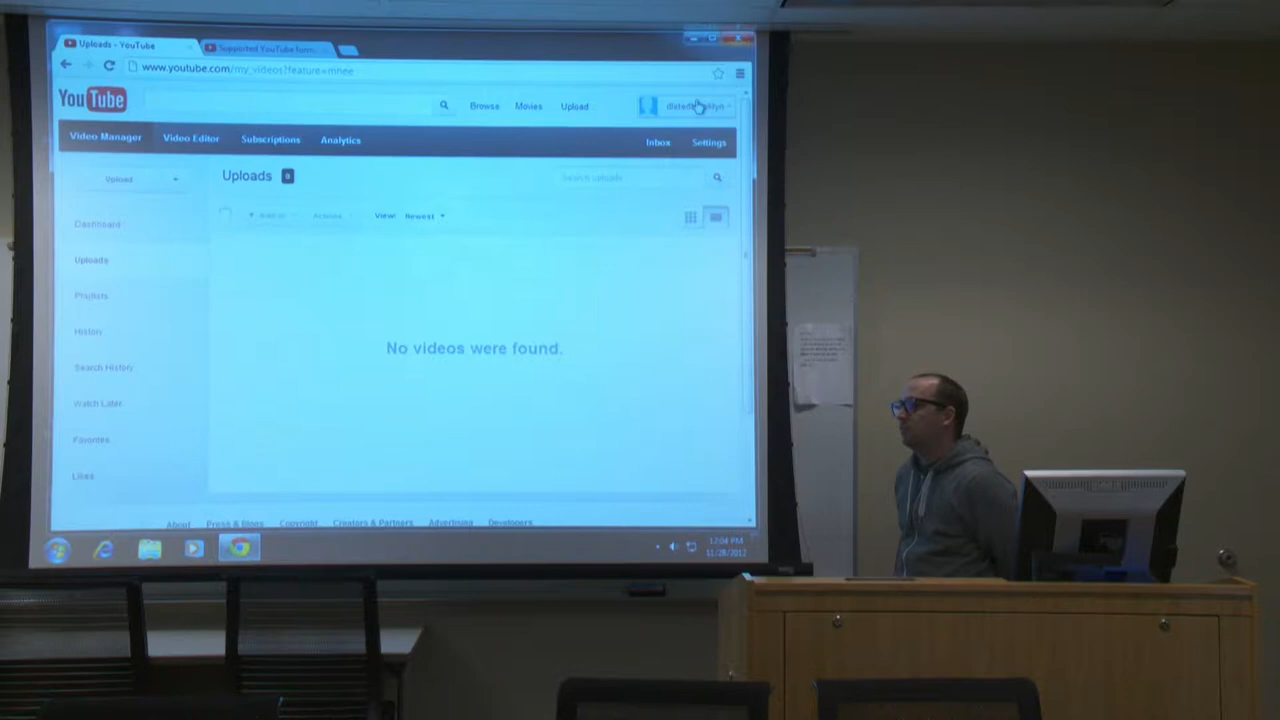 Uploads - YouTube
Supported YouTube form
www.youtube.com/my_videos?feature=mhee
YouTube
Browse
Movies
Upload
Video Manager
Video Editor
Subscriptions
Analytics
Inbox
Settings
Upload
Uploads 0
Search uploads
Actions
View: Newest
Dashboard
Uploads
Playlists
History
Search History
Watch Later
Favorites
Likes
No videos were found.
About
Press & Blogs
Copyright
Creators & Partners
Advertising
Developers
12:04 PM
11/28/2012